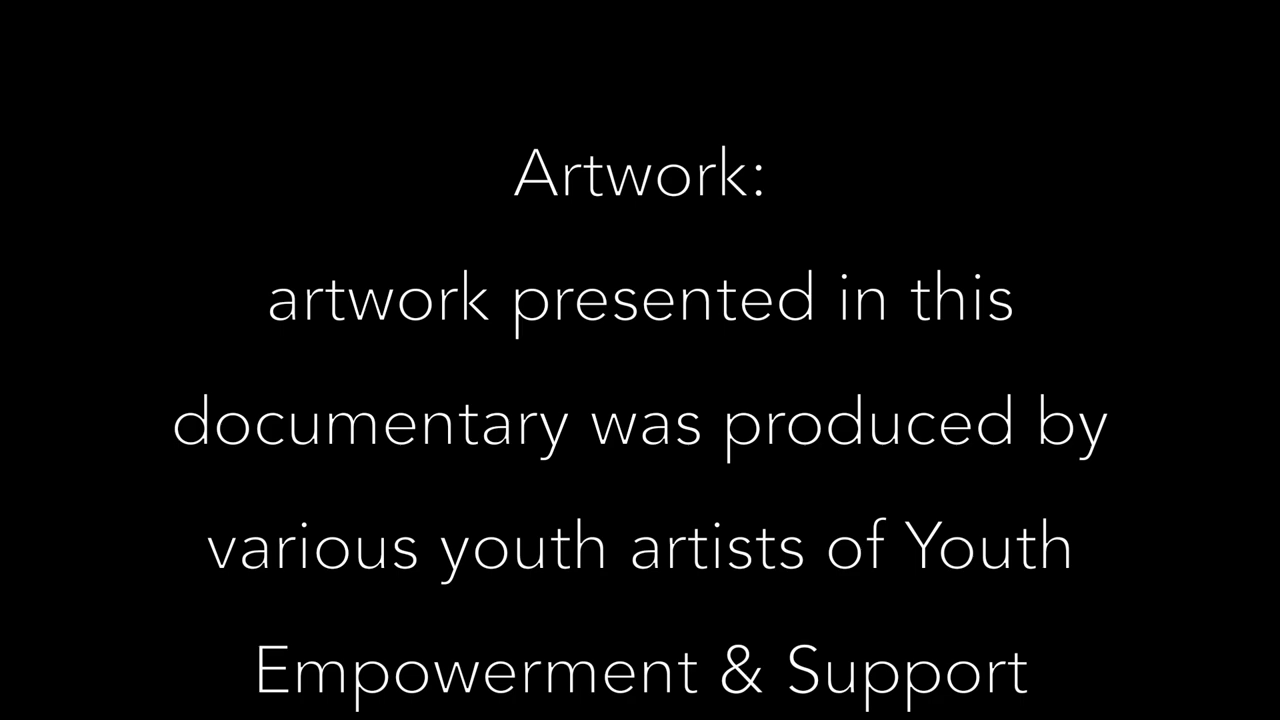 Artwork:
artwork presented in this
documentary was produced by
various youth artists of Youth
Empowerment & Support